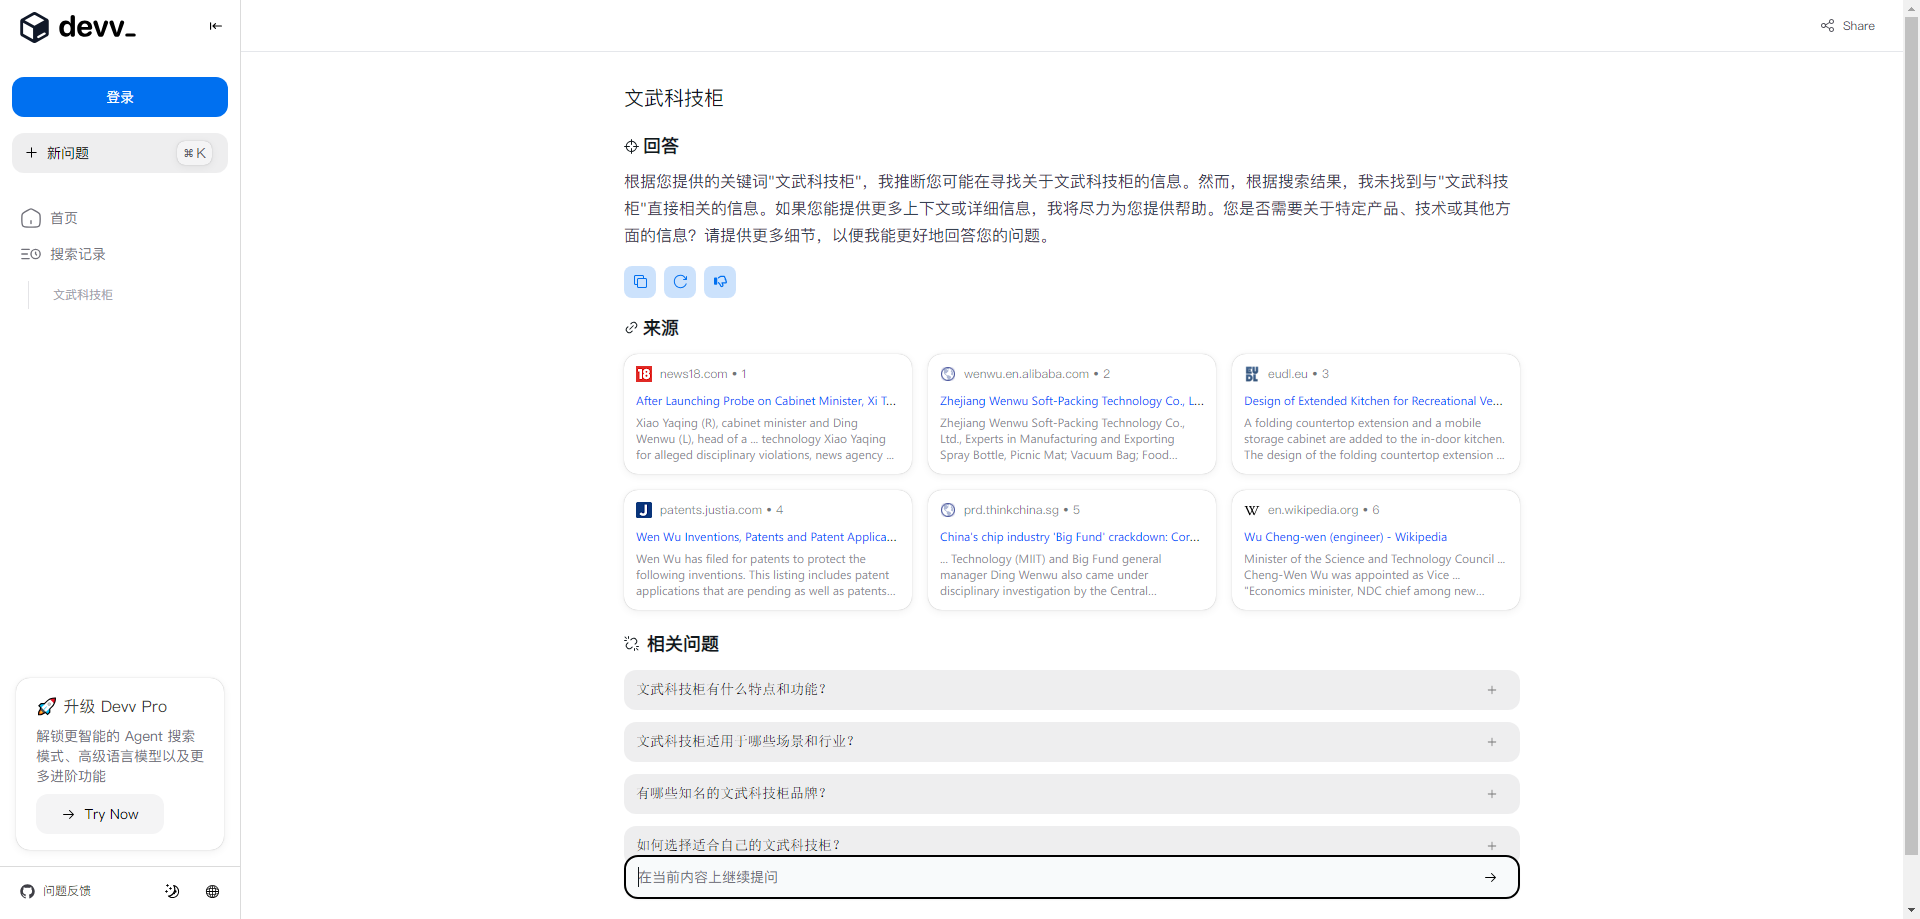 devv_
登录
新问题
⌘ K
首页
搜索记录
文武科技柜
升级 Devv Pro
解锁更智能的 Agent 搜索
模式、高级语言模型以及更
多进阶功能
Try Now
问题反馈
Share
文武科技柜
回答
根据您提供的关键词"文武科技柜"，我推断您可能在寻找关于文武科技柜的信息。然而，根据搜索结果，我未找到与"文武科技
柜"直接相关的信息。如果您能提供更多上下文或详细信息，我将尽力为您提供帮助。您是否需要关于特定产品、技术或其他方
面的信息？请提供更多细节，以便我能更好地回答您的问题。
来源
18 news18.com • 1
After Launching Probe on Cabinet Minister, Xi T...
Xiao Yaqing (R), cabinet minister and Ding
Wenwu (L), head of a ... technology Xiao Yaqing
for alleged disciplinary violations, news agency ...
wenwu.en.alibaba.com • 2
Zhejiang Wenwu Soft-Packing Technology Co., L...
Zhejiang Wenwu Soft-Packing Technology Co.,
Ltd., Experts in Manufacturing and Exporting
Spray Bottle, Picnic Mat; Vacuum Bag; Food...
EUDL eudl.eu • 3
Design of Extended Kitchen for Recreational Ve...
A folding countertop extension and a mobile
storage cabinet are added to the in-door kitchen.
The design of the folding countertop extension ...
J patents.justia.com • 4
Wen Wu Inventions, Patents and Patent Applica...
Wen Wu has filed for patents to protect the
following inventions. This listing includes patent
applications that are pending as well as patents...
prd.thinkchina.sg • 5
China's chip industry 'Big Fund' crackdown: Cor...
... Technology (MIIT) and Big Fund general
manager Ding Wenwu also came under
disciplinary investigation by the Central...
W en.wikipedia.org • 6
Wu Cheng-wen (engineer) - Wikipedia
Minister of the Science and Technology Council ...
Cheng-Wen Wu was appointed as Vice ...
"Economics minister, NDC chief among new...
相关问题
文武科技柜有什么特点和功能？
文武科技柜适用于哪些场景和行业？
有哪些知名的文武科技柜品牌？
如何选择适合自己的文武科技柜？
在当前内容上继续提问